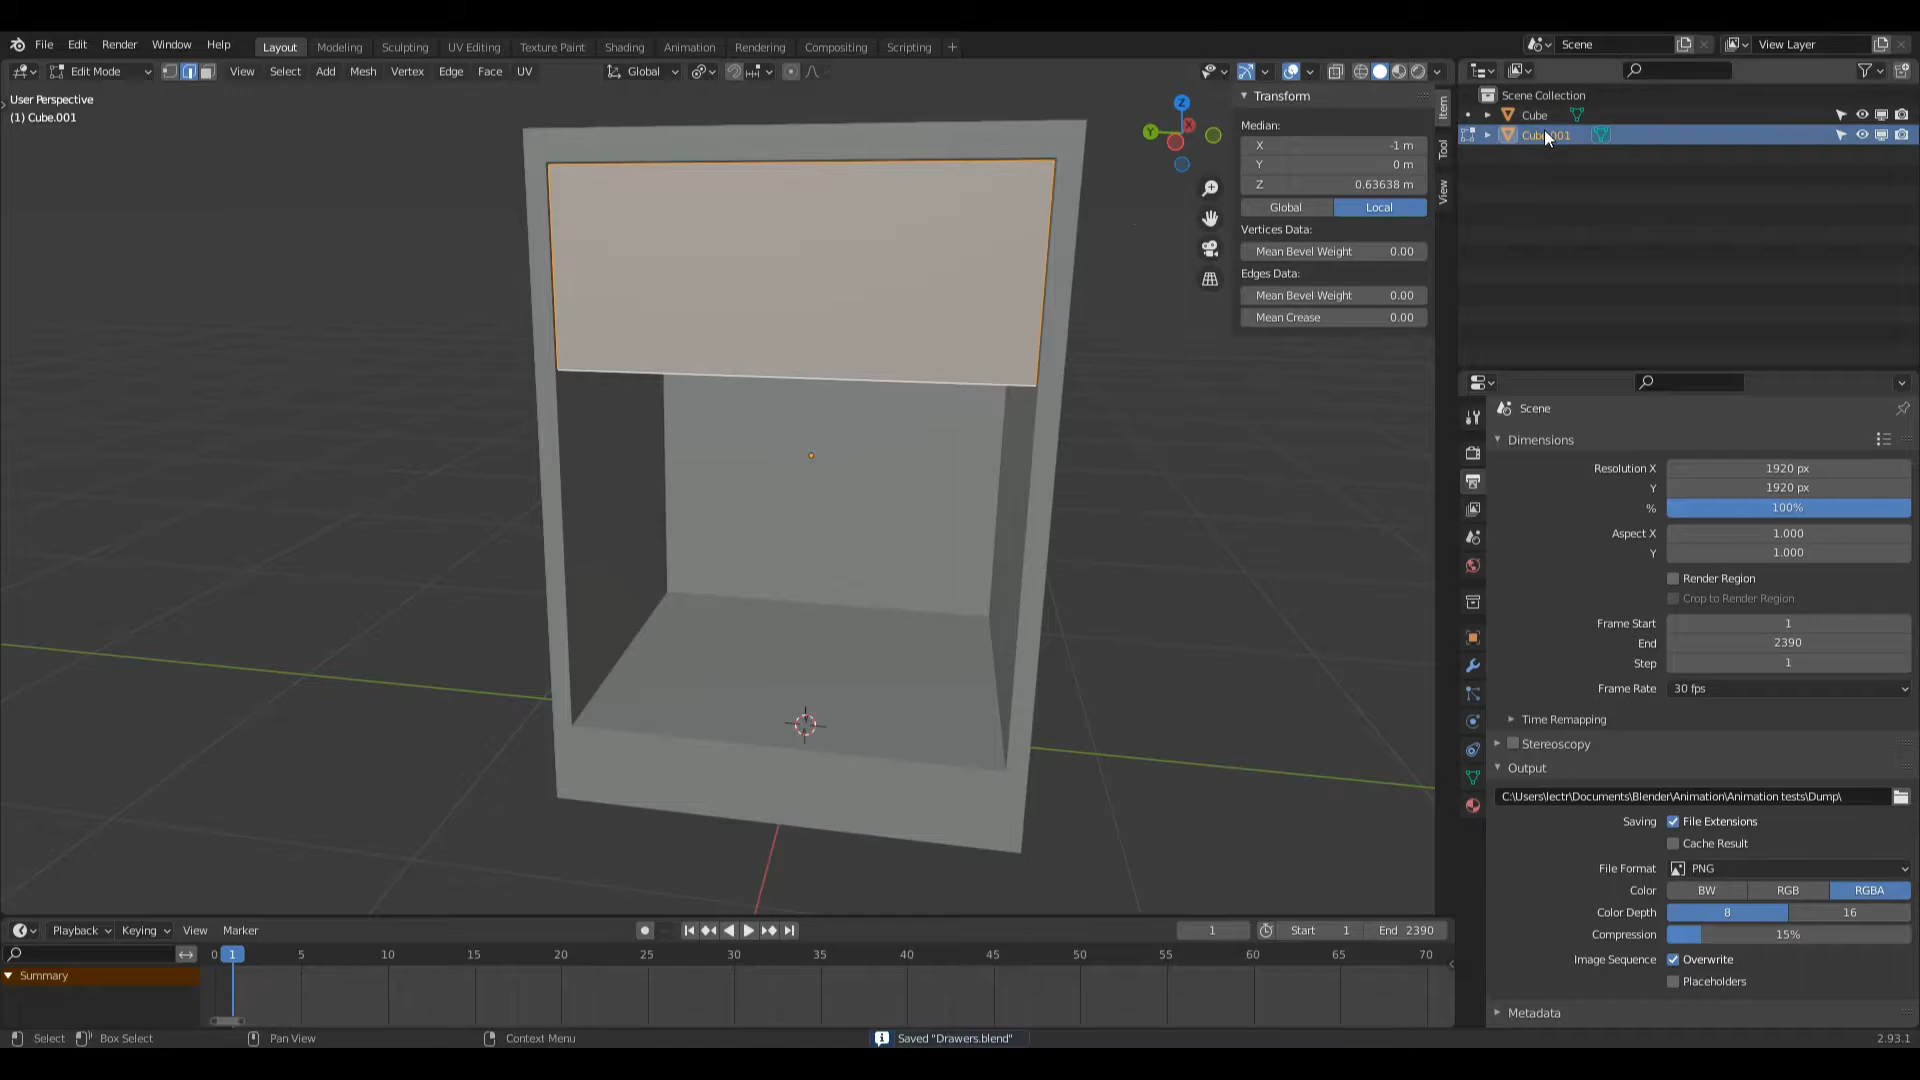 File Edit Render Window Help Layout Modeling Sculpting UV Editing Texture Paint Shading Animation Rendering Compositing Scripting + Scene View Layer
Edit Mode View Select Add Mesh Vertex Edge Face UV Global
User Perspective
(1) Cube.001
Z
Y
X
Transform
Median:
X -1 m
Y 0 m
Z 0.63638 m
Global Local
Vertices Data:
Mean Bevel Weight 0.00
Edges Data:
Mean Bevel Weight 0.00
Mean Crease 0.00
Item
Tool
View
Scene Collection
Cube
Scene
Dimensions
Resolution X 1920 px
Y 1920 px
% 100%
Aspect X 1.000
Y 1.000
Render Region
Crop to Render Region
Frame Start 1
End 2390
Step 1
Frame Rate 30 fps
Time Remapping
Stereoscopy
Output
C:\Users\lectr\Documents\Blender\Animation\Animation tests\Dump\
Saving File Extensions
Cache Result
File Format PNG
Color BW RGB RGBA
Color Depth 8 16
Compression 15%
Image Sequence Overwrite
Placeholders
Metadata
Playback Keying View Marker 1 Start 1 End 2390
0 1 5 10 15 20 25 30 35 40 45 50 55 60 65 70
Summary
Select Box Select Pan View Context Menu Saved "Drawers.blend" 2.93.1